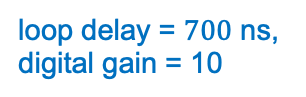 loop delay = 700 ns,
digital gain = 10